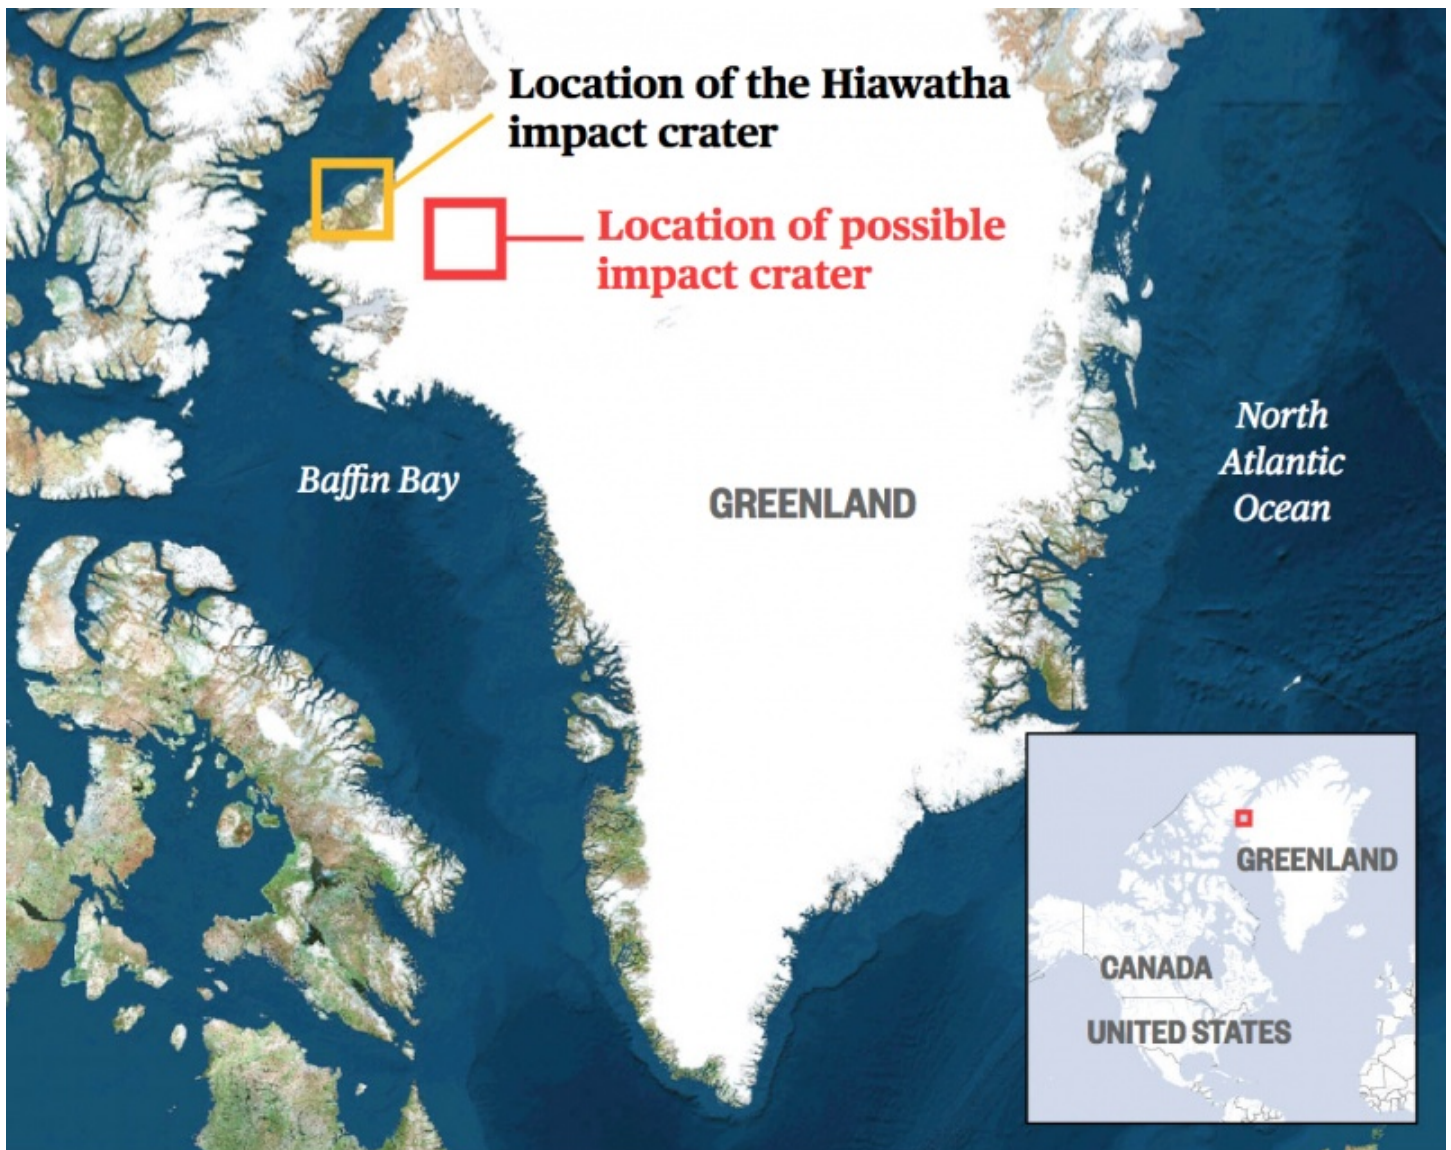 Location of the Hiawatha
impact crater
Location of possible
impact crater
Baffin Bay
GREENLAND
North
Atlantic
Ocean
GREENLAND
CANADA
UNITED STATES